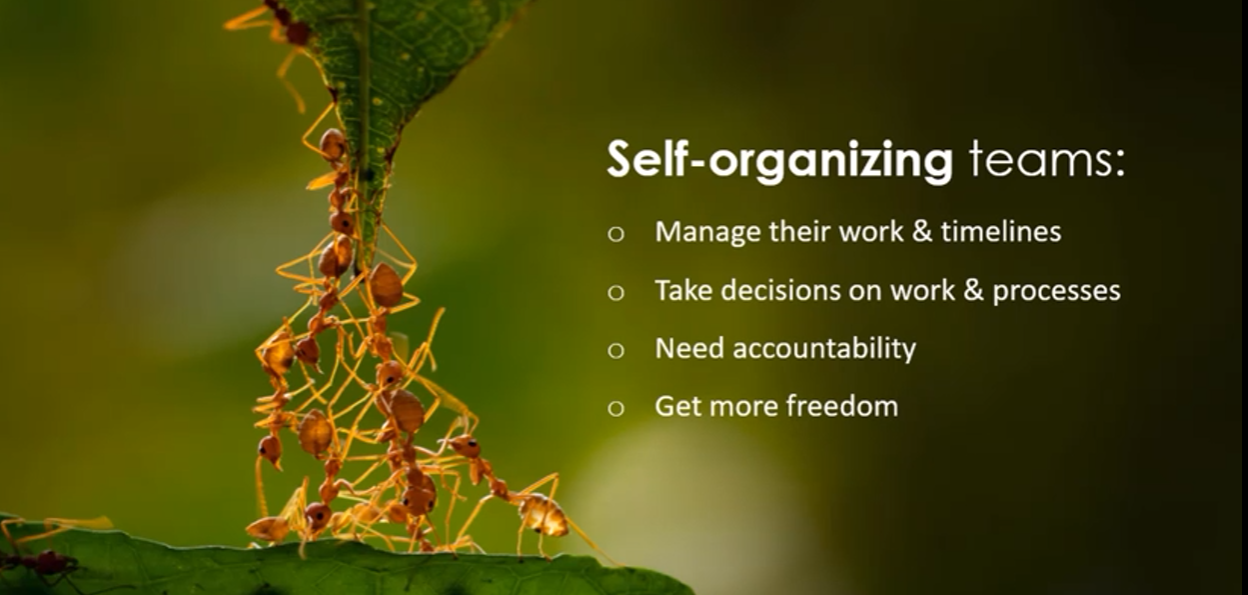 Self-organizing teams:
o Manage their work & timelines
o Take decisions on work & processes
o Need accountability
o Get more freedom